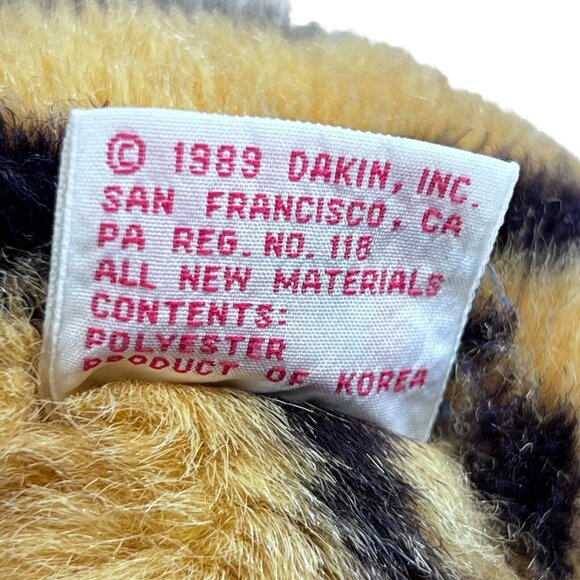 © 1989 DAKIN, INC.
SAN FRANCISCO, CA
PA REG. NO. 118
ALL NEW MATERIALS
CONTENTS:
POLYESTER
PRODUCT OF KOREA